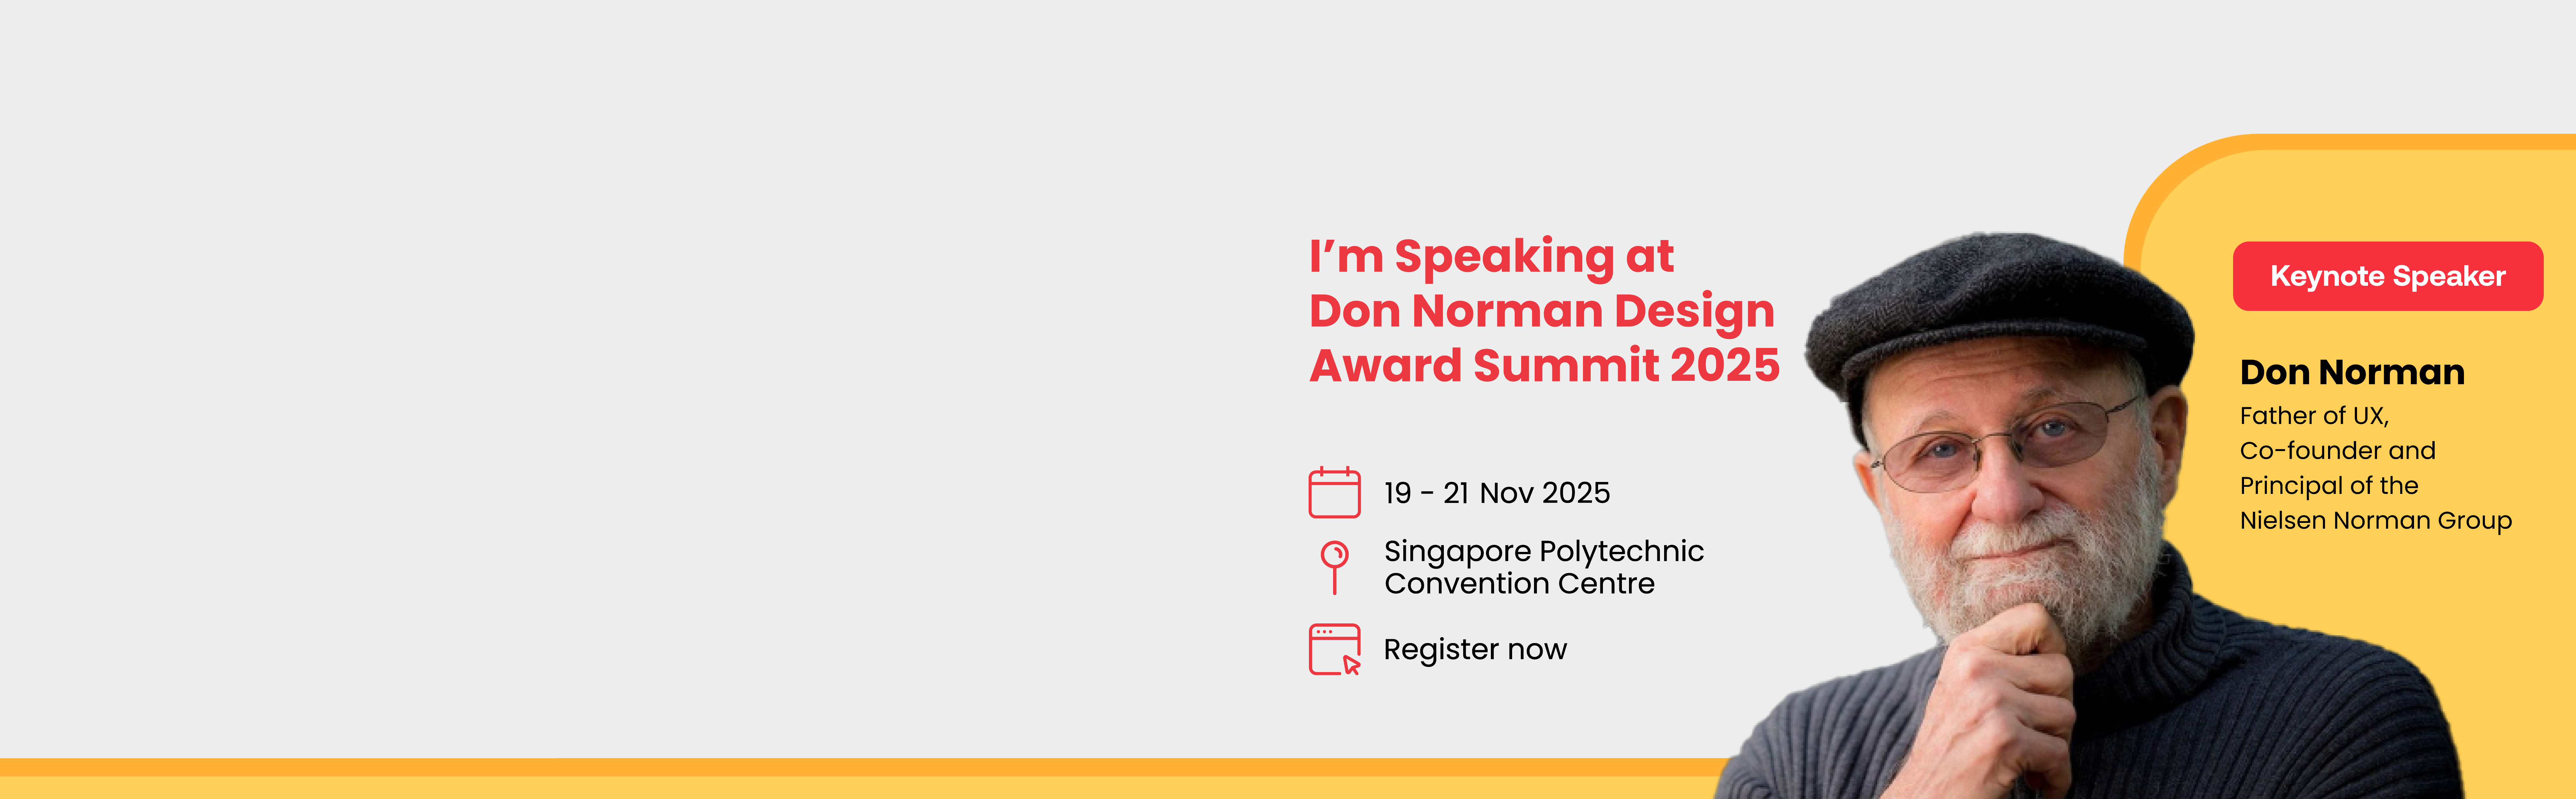 I’m Speaking at
Don Norman Design
Award Summit 2025
19 - 21 Nov 2025
Singapore Polytechnic
Convention Centre
Register now
Keynote Speaker
Don Norman
Father of UX,
Co-founder and
Principal of the
Nielsen Norman Group